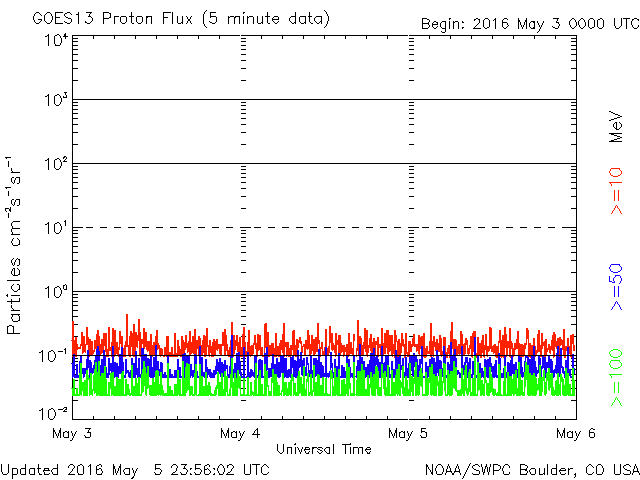 GOES13 Proton Flux (5 minute data)
Begin: 2016 May 3 0000 UTC
Particles cm⁻²s⁻¹sr⁻¹
10⁴
10³
10²
10¹
10⁰
10⁻¹
10⁻²
May 3
May 4
May 5
May 6
Universal Time
MeV
>=10
>=50
>=100
Updated 2016 May 5 23:56:02 UTC
NOAA/SWPC Boulder, CO USA